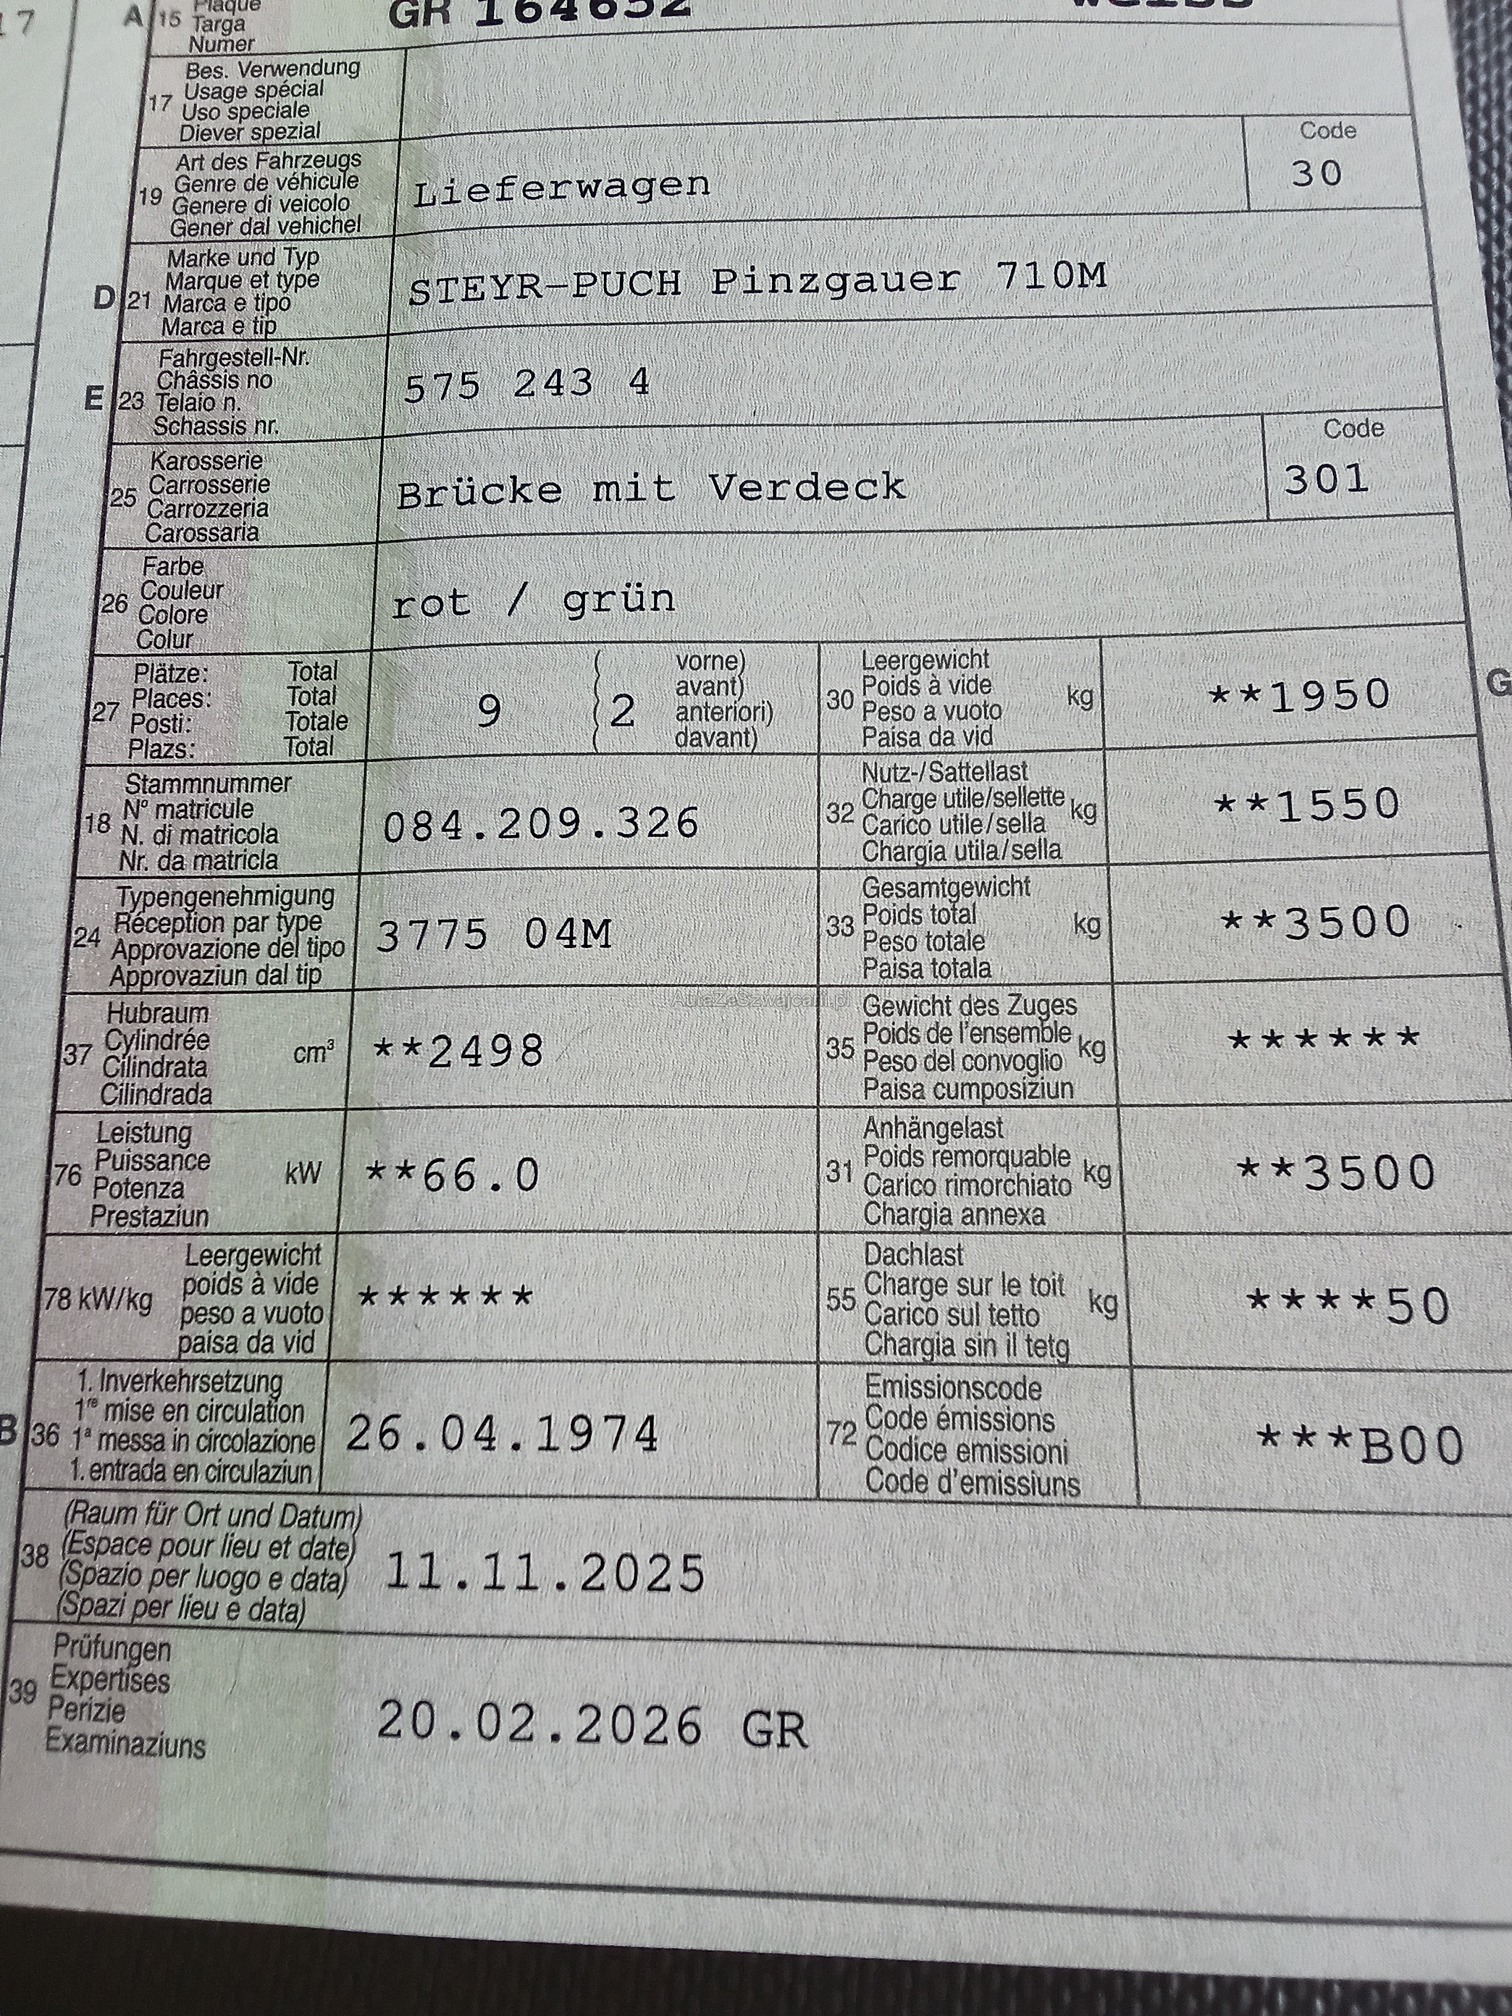 17
A 15 Plaque
Targa
Numer
GR 164652
weiss
17 Bes. Verwendung
Usage spécial
Uso speciale
Diever spezial
19 Art des Fahrzeugs
Genre de véhicule
Genere di veicolo
Gener dal vehichel
Lieferwagen
Code
30
D 21 Marke und Typ
Marque et type
Marca e tipo
Marca e tip
STEYR-PUCH Pinzgauer 710M
E 23 Fahrgestell-Nr.
Châssis no
Telaio n.
Schassis nr.
575 243 4
25 Karosserie
Carrosserie
Carrozzeria
Carossaria
Brücke mit Verdeck
Code
301
26 Farbe
Couleur
Colore
Colur
rot / grün
27 Plätze: Total
Places: Total
Posti: Totale
Plazs: Total
9 ( 2 vorne)
avant)
anteriori)
davant)
30 Leergewicht
Poids à vide
Peso a vuoto
Paisa da vid
kg
**1950
G
18 Stammnummer
N° matricule
N. di matricola
Nr. da matricla
084.209.326
32 Nutz-/Sattellast
Charge utile/sellette
Carico utile/sella
Chargia utila/sella
kg
**1550
24 Typengenehmigung
Réception par type
Approvazione del tipo
Approvaziun dal tip
3775 04M
33 Gesamtgewicht
Poids total
Peso totale
Paisa totala
kg
**3500
37 Hubraum
Cylindrée
Cilindrata
Cilindrada
cm³
**2498
35 Gewicht des Zuges
Poids de l'ensemble
Peso del convoglio
Paisa cumposiziun
kg
******
76 Leistung
Puissance
Potenza
Prestaziun
kW
**66.0
31 Anhängelast
Poids remorquable
Carico rimorchiato
Chargia annexa
kg
**3500
78 kW/kg Leergewicht
poids à vide
peso a vuoto
paisa da vid
******
55 Dachlast
Charge sur le toit
Carico sul tetto
Chargia sin il tetg
kg
****50
B 36 1. Inverkehrsetzung
1re mise en circulation
1a messa in circolazione
1. entrada en circulaziun
26.04.1974
72 Emissionscode
Code émissions
Codice emissioni
Code d'emissiuns
***B00
38 (Raum für Ort und Datum)
(Espace pour lieu et date)
(Spazio per luogo e data)
(Spazi per lieu e data)
11.11.2025
39 Prüfungen
Expertises
Perizie
Examinaziuns
20.02.2026 GR